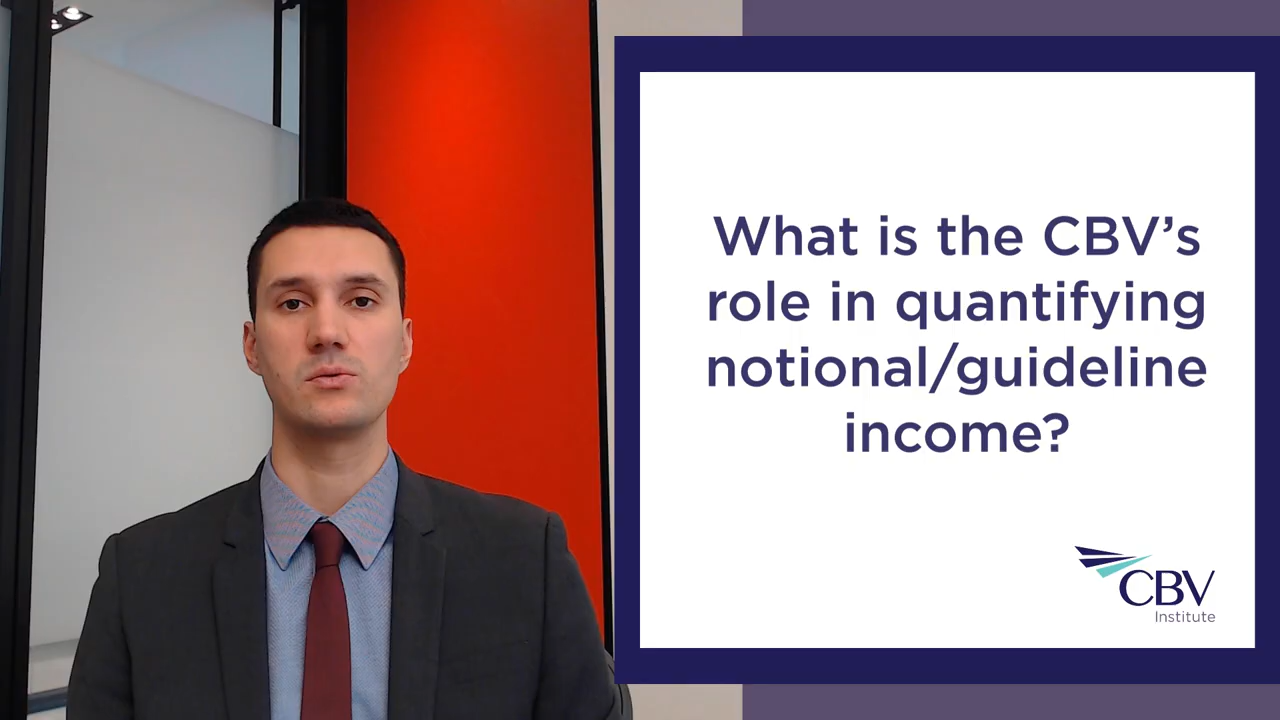 What is the CBV’s
role in quantifying
notional/guideline
income?
CBV
Institute